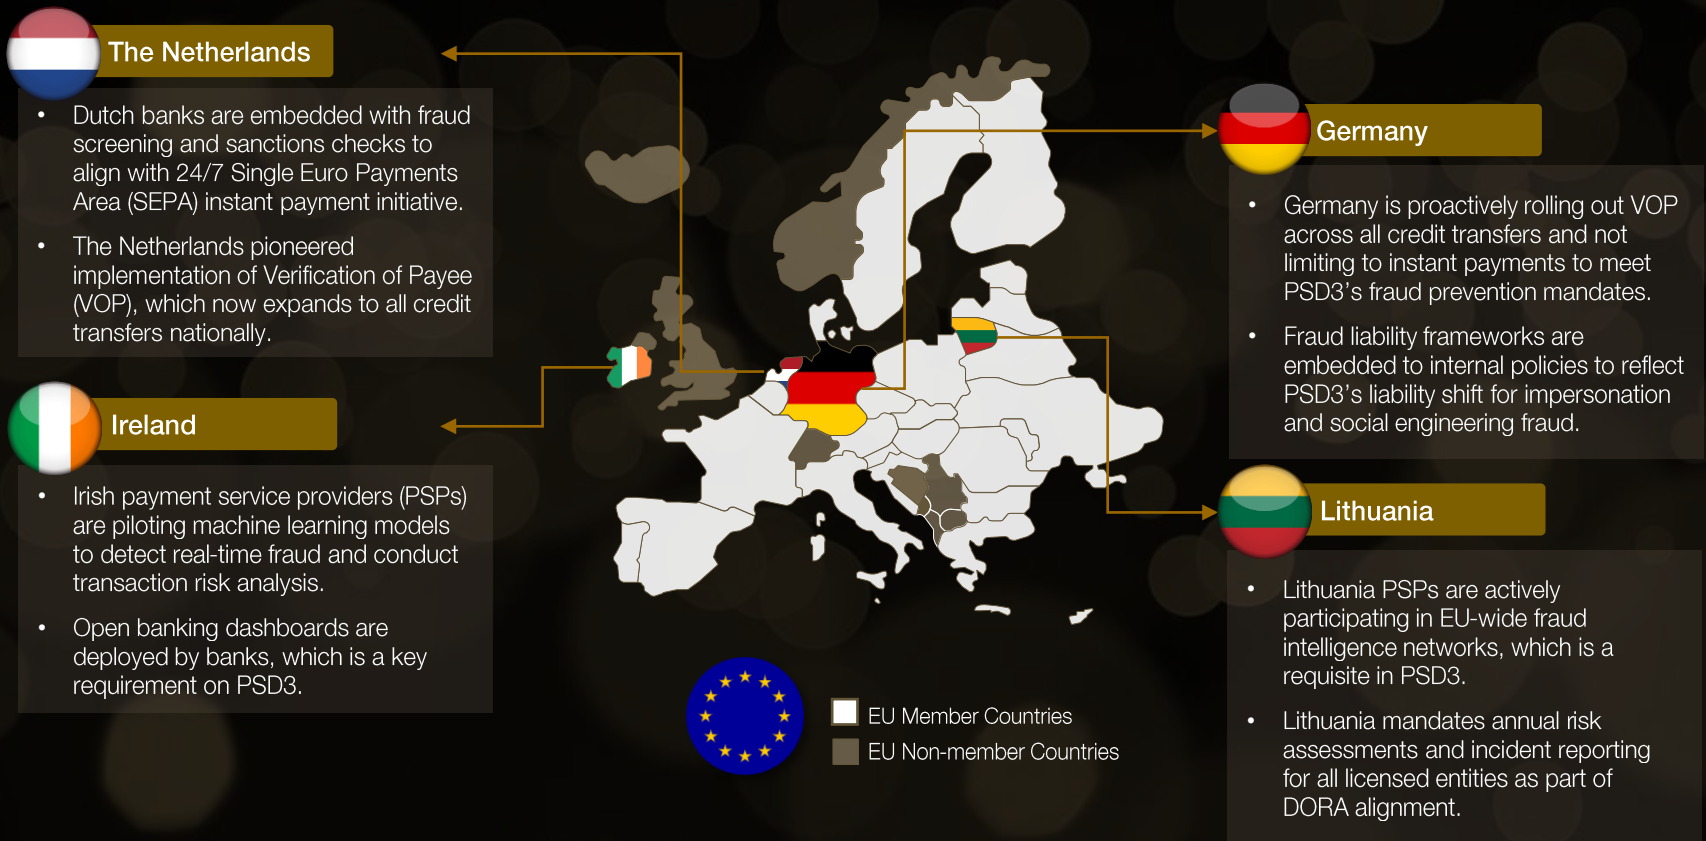 The Netherlands
• Dutch banks are embedded with fraud
screening and sanctions checks to
align with 24/7 Single Euro Payments
Area (SEPA) instant payment initiative.
• The Netherlands pioneered
implementation of Verification of Payee
(VOP), which now expands to all credit
transfers nationally.
Ireland
• Irish payment service providers (PSPs)
are piloting machine learning models
to detect real-time fraud and conduct
transaction risk analysis.
• Open banking dashboards are
deployed by banks, which is a key
requirement on PSD3.
Germany
• Germany is proactively rolling out VOP
across all credit transfers and not
limiting to instant payments to meet
PSD3's fraud prevention mandates.
• Fraud liability frameworks are
embedded to internal policies to reflect
PSD3's liability shift for impersonation
and social engineering fraud.
Lithuania
• Lithuania PSPs are actively
participating in EU-wide fraud
intelligence networks, which is a
requisite in PSD3.
• Lithuania mandates annual risk
assessments and incident reporting
for all licensed entities as part of
DORA alignment.
EU Member Countries
EU Non-member Countries